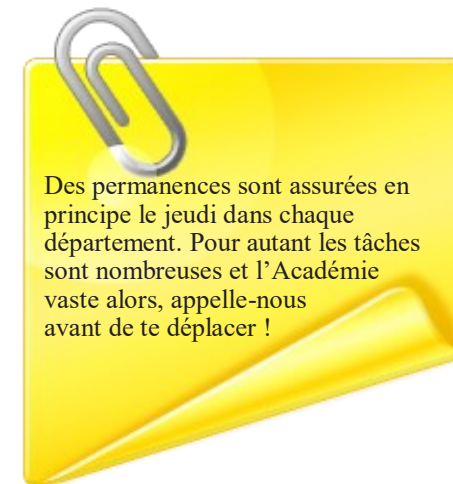 Des permanences sont assurées en
principe le jeudi dans chaque
département. Pour autant les tâches
sont nombreuses et l’Académie
vaste alors, appelle-nous
avant de te déplacer !